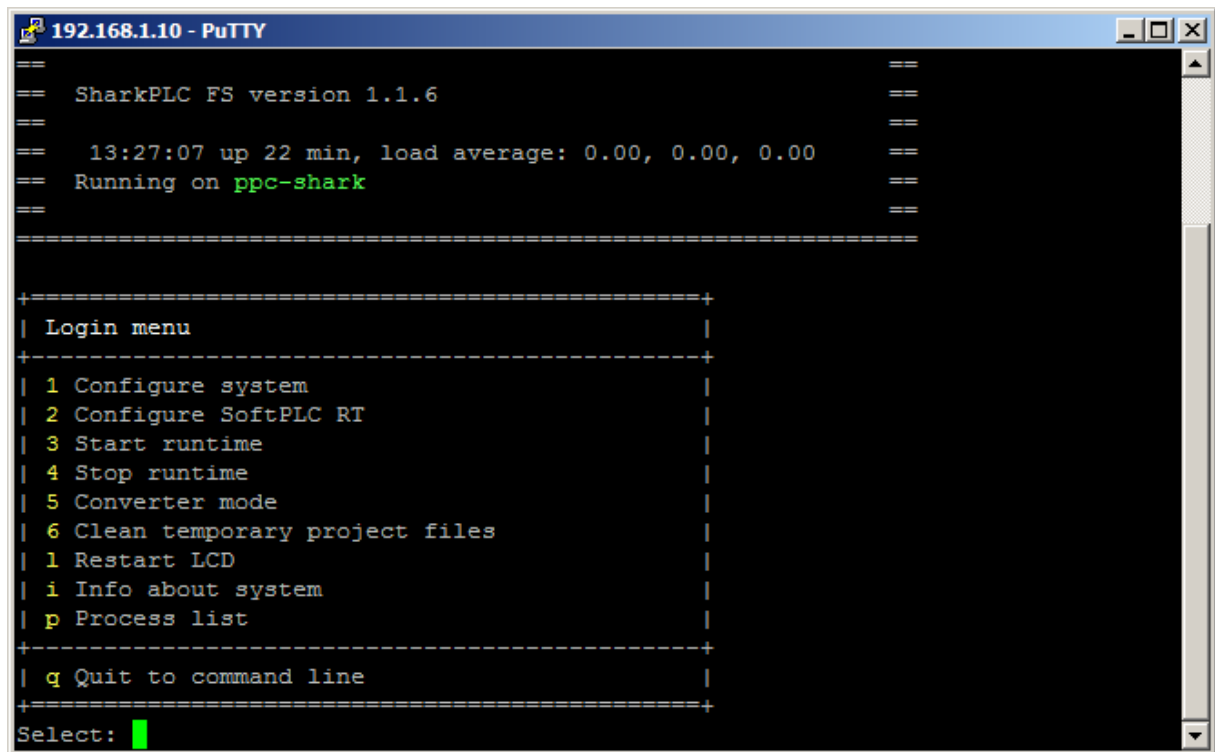 192.168.1.10 - PuTTY
== ==
== SharkPLC FS version 1.1.6 ==
== ==
== 13:27:07 up 22 min, load average: 0.00, 0.00, 0.00 ==
== Running on ppc-shark ==
== ==
==============================================================
+==============================================+
| Login menu |
+----------------------------------------------+
| 1 Configure system |
| 2 Configure SoftPLC RT |
| 3 Start runtime |
| 4 Stop runtime |
| 5 Converter mode |
| 6 Clean temporary project files |
| l Restart LCD |
| i Info about system |
| p Process list |
+----------------------------------------------+
| q Quit to command line |
+==============================================+
Select: